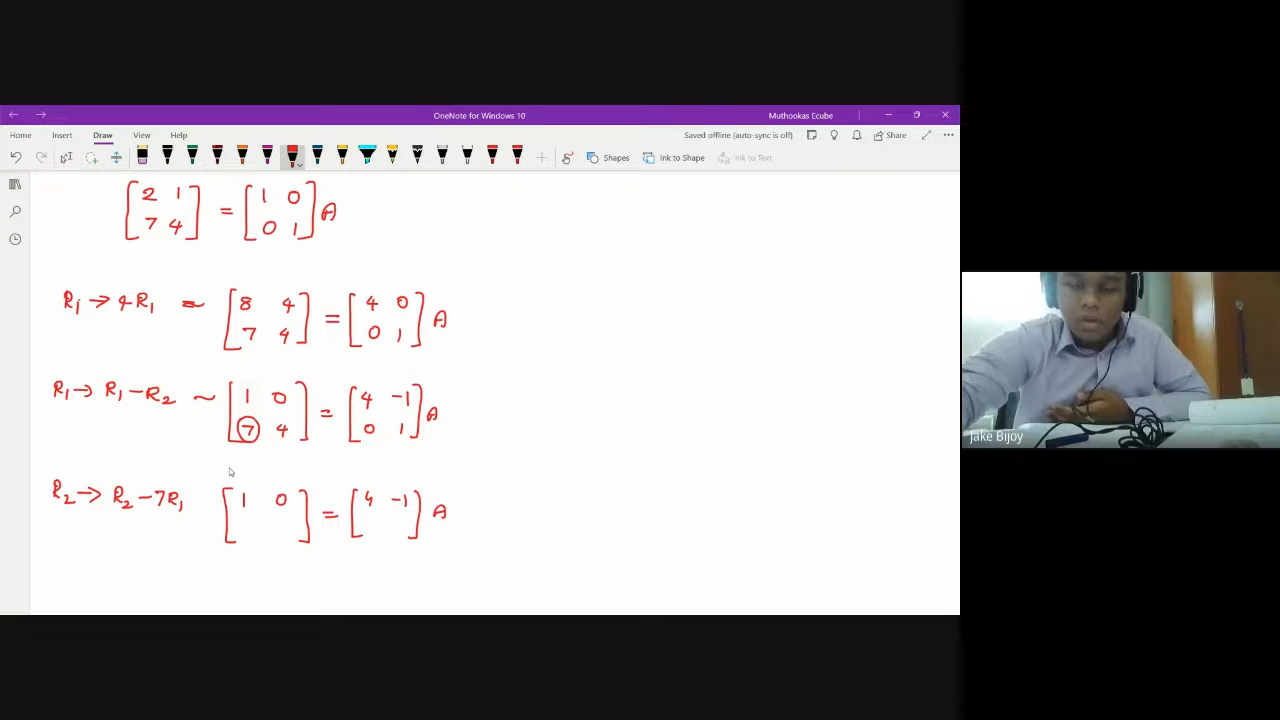 OneNote for Windows 10
Muthookas Ecube
Home Insert Draw View Help
Saved offline (auto-sync is off)
Share
Shapes
Ink to Shape
Ink to Text
[2 1
7 4] = [1 0
0 1] A
R1 → 4R1 ~ [8 4
7 4] = [4 0
0 1] A
R1 → R1 - R2 ~ [1 0
7 4] = [4 -1
0 1] A
R2 → R2 - 7R1 [1 0] = [4 -1] A
Jake Bijoy